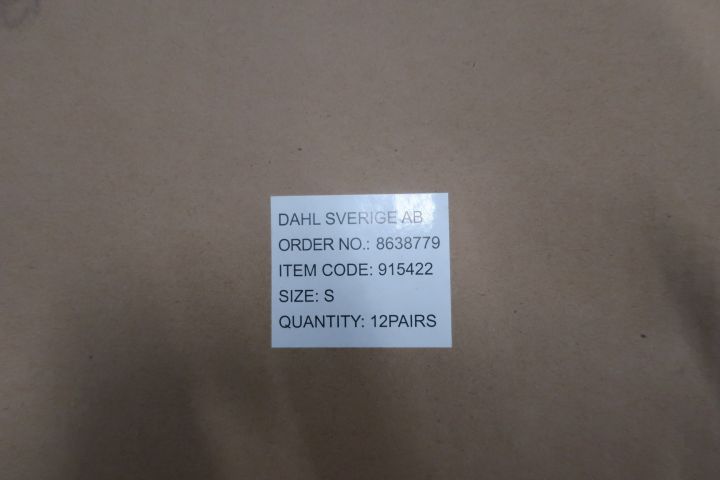 DAHL SVERIGE AB
ORDER NO.: 8638779
ITEM CODE: 915422
SIZE: S
QUANTITY: 12PAIRS